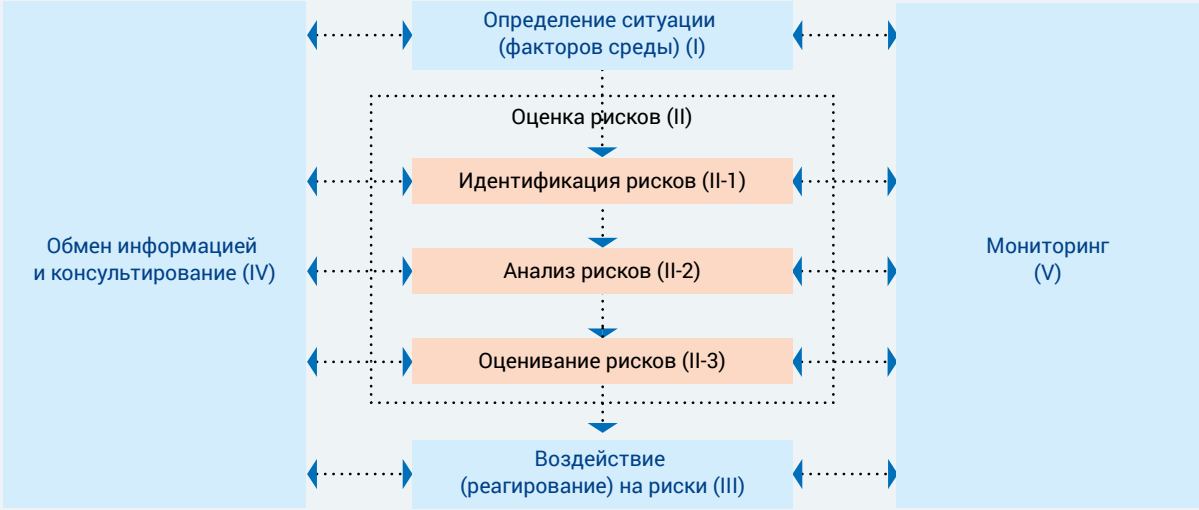 Определение ситуации
(факторов среды) (I)
Оценка рисков (II)
Идентификация рисков (II-1)
Обмен информацией
и консультирование (IV)
Анализ рисков (II-2)
Мониторинг
(V)
Оценивание рисков (II-3)
Воздействие
(реагирование) на риски (III)